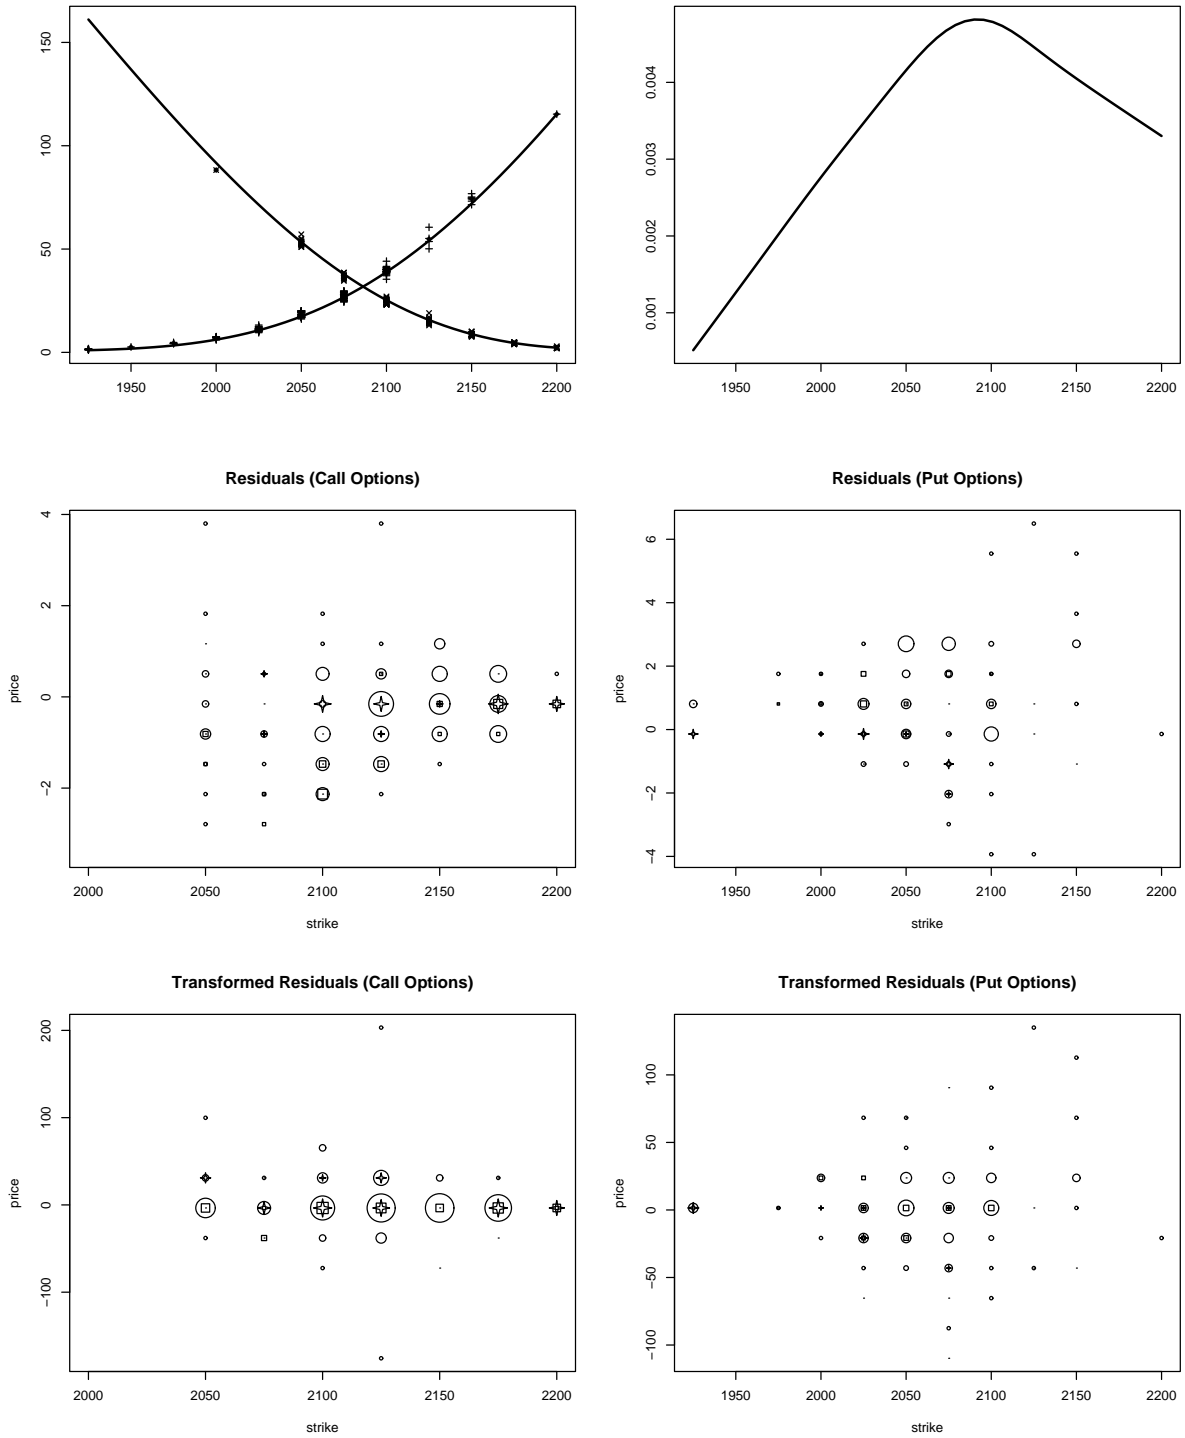 150
100
50
0
1950 2000 2050 2100 2150 2200
0.004
0.003
0.002
0.001
1950 2000 2050 2100 2150 2200
Residuals (Call Options)
price
4
2
0
−2
2000 2050 2100 2150 2200
strike
Residuals (Put Options)
price
6
4
2
0
−2
−4
1950 2000 2050 2100 2150 2200
strike
Transformed Residuals (Call Options)
price
200
100
0
−100
2000 2050 2100 2150 2200
strike
Transformed Residuals (Put Options)
price
100
50
0
−50
−100
1950 2000 2050 2100 2150 2200
strike